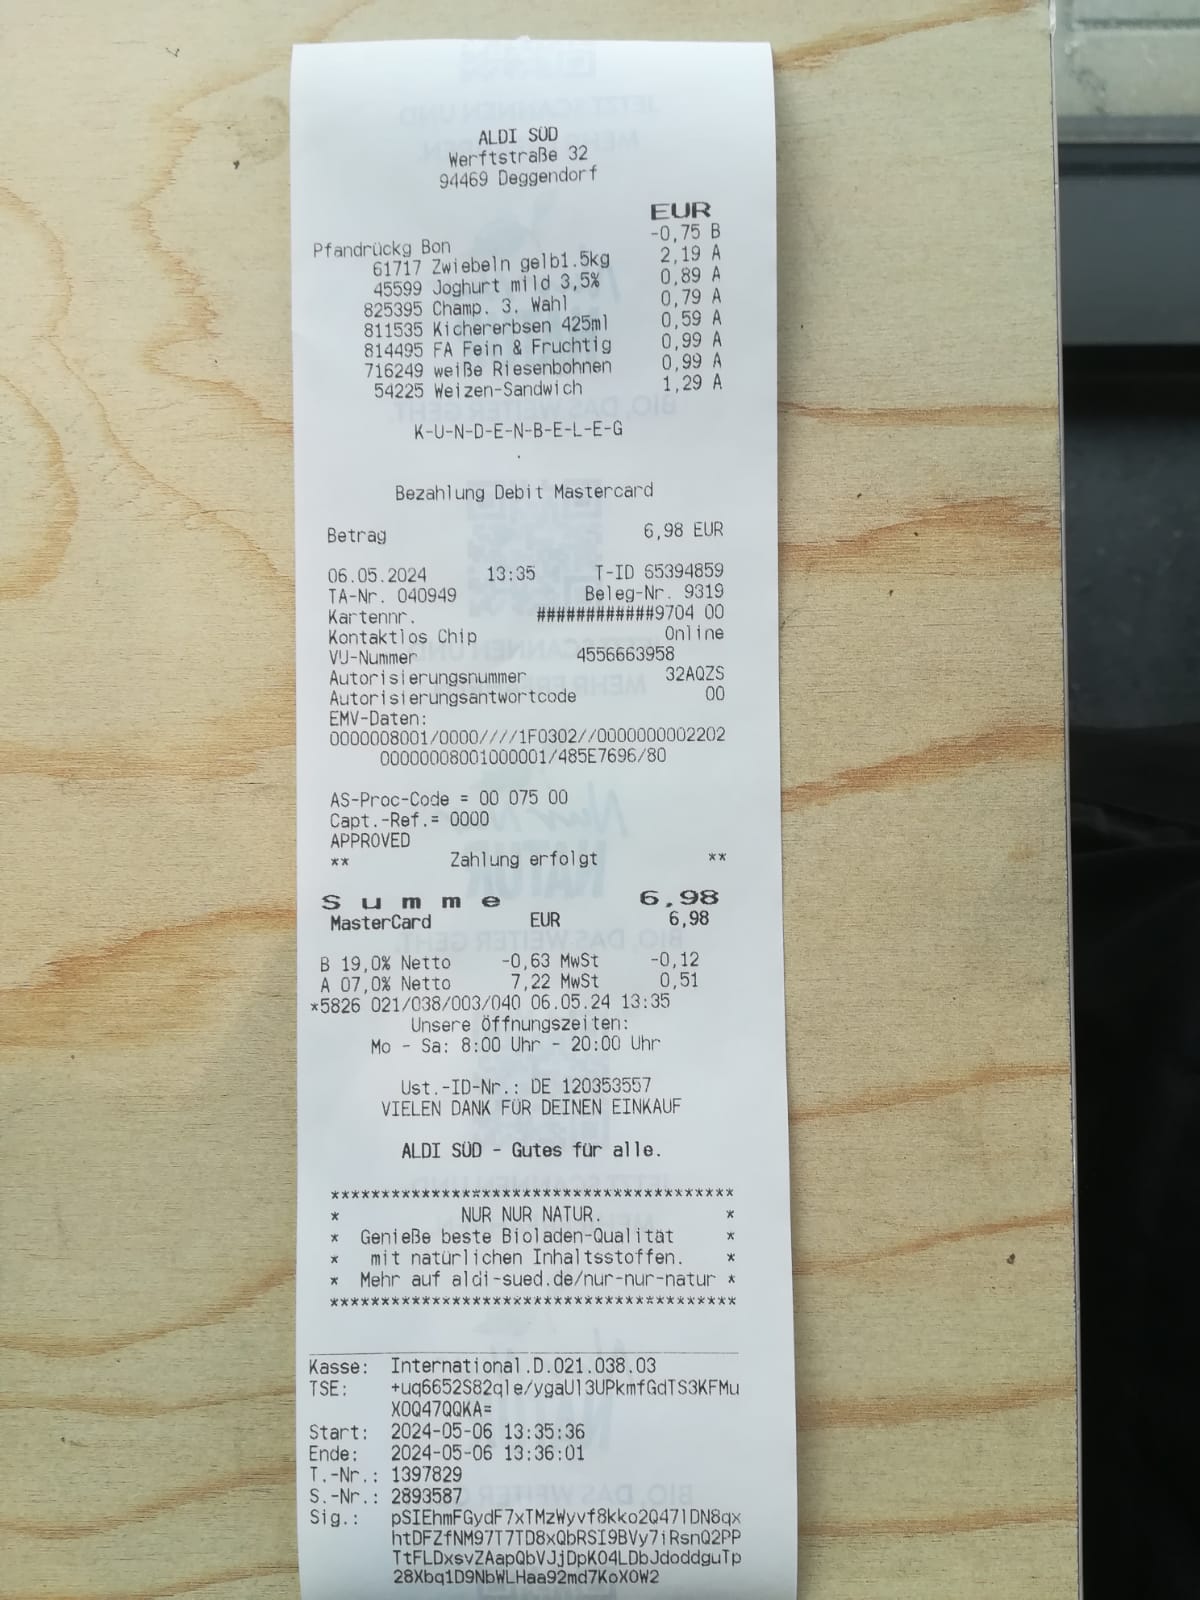 ALDI SÜD
Werftstraße 32
94469 Deggendorf
EUR
Pfandrückg Bon -0,75 B
61717 Zwiebeln gelb1.5kg 2,19 A
45599 Joghurt mild 3,5% 0,89 A
825395 Champ. 3. Wahl 0,79 A
811535 Kichererbsen 425ml 0,59 A
814495 FA Fein & Fruchtig 0,99 A
716249 weiße Riesenbohnen 0,99 A
54225 Weizen-Sandwich 1,29 A
K-U-N-D-E-N-B-E-L-E-G
Bezahlung Debit Mastercard
Betrag 6,98 EUR
06.05.2024 13:35 T-ID 65394859
TA-Nr. 040949 Beleg-Nr. 9319
Kartennr. ############9704 00
Kontaktlos Chip Online
VU-Nummer 4556663958
Autorisierungsnummer 32AQZS
Autorisierungsantwortcode 00
EMV-Daten:
0000008001/0000////1F0302//0000000002202
00000008001000001/485E7696/80
AS-Proc-Code = 00 075 00
Capt.-Ref.= 0000
APPROVED
** Zahlung erfolgt **
Summe 6,98
MasterCard EUR 6,98
B 19,0% Netto -0,63 MwSt -0,12
A 07,0% Netto 7,22 MwSt 0,51
*5826 021/038/003/040 06.05.24 13:35
Unsere Öffnungszeiten:
Mo - Sa: 8:00 Uhr - 20:00 Uhr
Ust.-ID-Nr.: DE 120353557
VIELEN DANK FÜR DEINEN EINKAUF
ALDI SÜD - Gutes für alle.
****************************************
* NUR NUR NATUR. *
* Genieße beste Bioladen-Qualität *
* mit natürlichen Inhaltsstoffen. *
* Mehr auf aldi-sued.de/nur-nur-natur *
****************************************
Kasse: International.D.021.038.03
TSE: +uq6652S82qle/ygaUl3UPkmfGdTS3KFMu
XOQ47QQKA=
Start: 2024-05-06 13:35:36
Ende: 2024-05-06 13:36:01
T.-Nr.: 1397829
S.-Nr.: 2893587
Sig.: pSIEhmFGydF7xTMzWyvf8kko2Q471DN8qx
htDFZfNM97T7TD8xQbRSI9BVy7iRsnQ2PP
TtFLDxsvZAapQbVJjDpKO4LDbJdoddguTp
28Xbq1D9NbWLHaa92md7KoXOW2